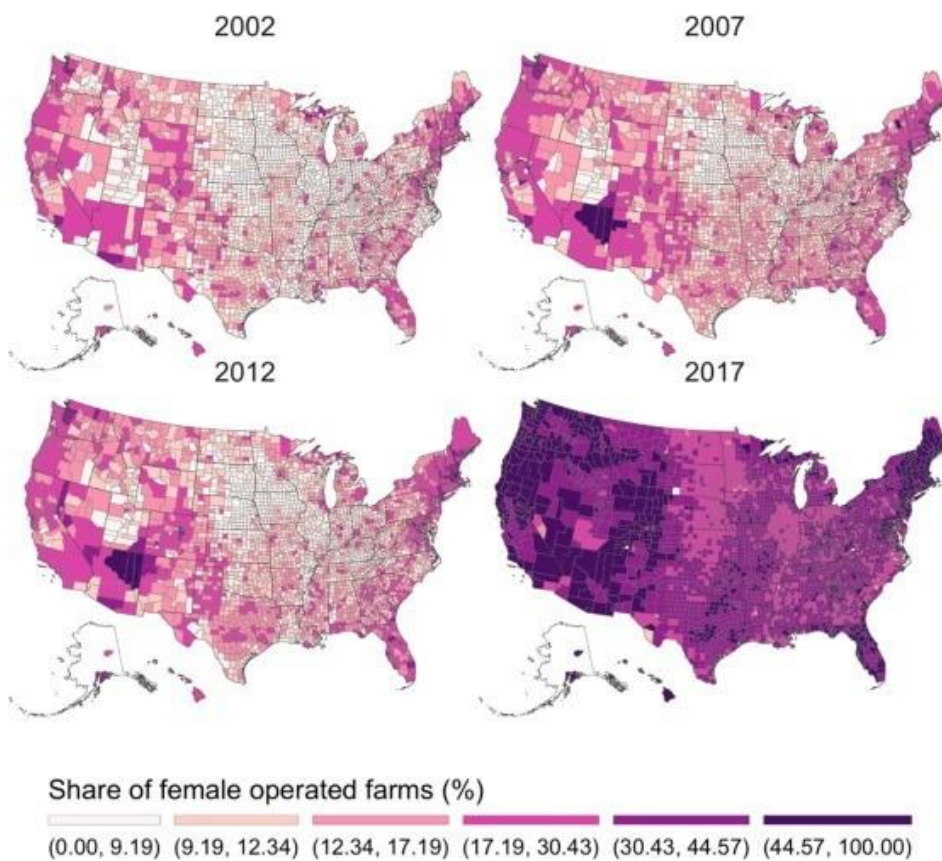 2002 2007
2012 2017
Share of female operated farms (%)
(0.00, 9.19) (9.19, 12.34) (12.34, 17.19) (17.19, 30.43) (30.43, 44.57) (44.57, 100.00)